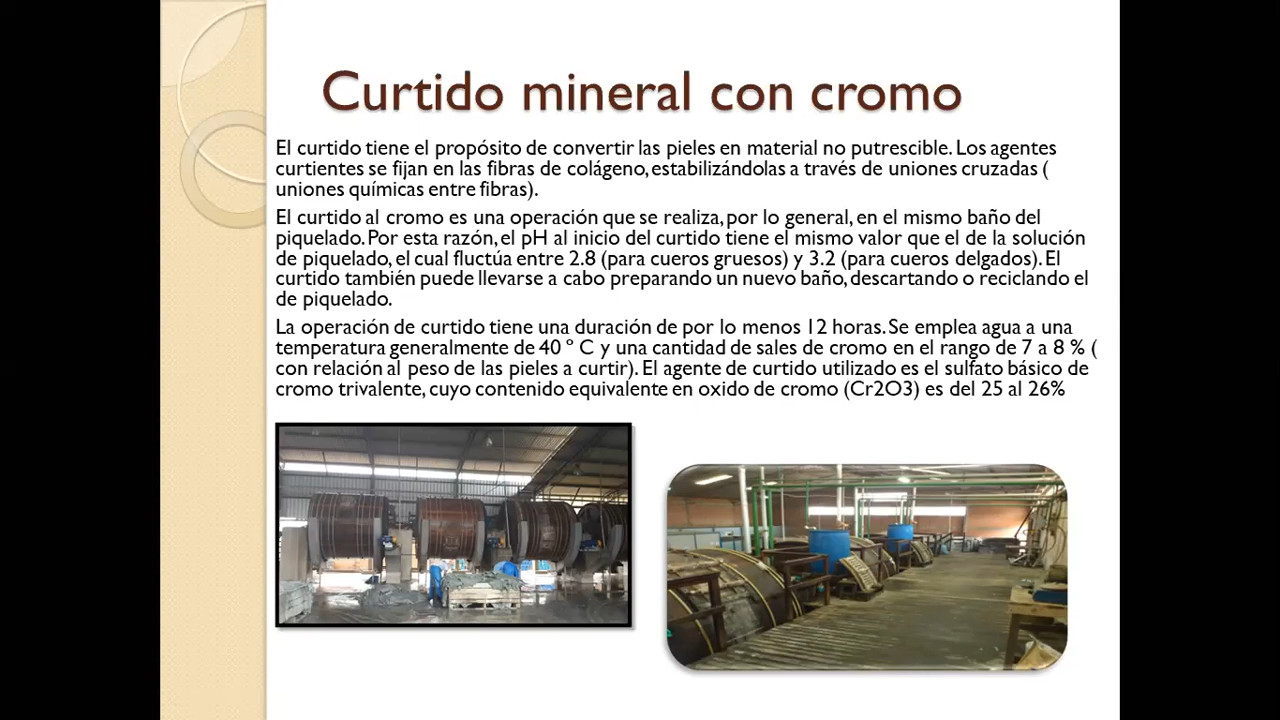 Curtido mineral con cromo
El curtido tiene el propósito de convertir las pieles en material no putrescible. Los agentes
curtientes se fijan en las fibras de colágeno, estabilizándolas a través de uniones cruzadas (
uniones químicas entre fibras).
El curtido al cromo es una operación que se realiza, por lo general, en el mismo baño del
piquelado. Por esta razón, el pH al inicio del curtido tiene el mismo valor que el de la solución
de piquelado, el cual fluctúa entre 2.8 (para cueros gruesos) y 3.2 (para cueros delgados). El
curtido también puede llevarse a cabo preparando un nuevo baño, descartando o reciclando el
de piquelado.
La operación de curtido tiene una duración de por lo menos 12 horas. Se emplea agua a una
temperatura generalmente de 40 º C y una cantidad de sales de cromo en el rango de 7 a 8 % (
con relación al peso de las pieles a curtir). El agente de curtido utilizado es el sulfato básico de
cromo trivalente, cuyo contenido equivalente en oxido de cromo (Cr2O3) es del 25 al 26%